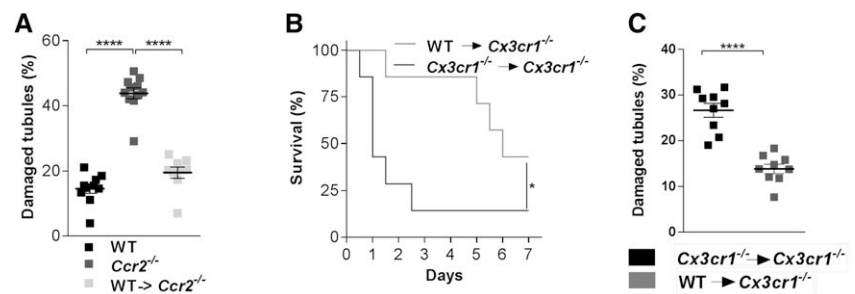 A
Damaged tubules (%)
60
40
20
0
****
****
WT
Ccr2-/-
WT-> Ccr2-/-
B
Survival (%)
100
75
50
25
0
WT → Cx3cr1-/-
Cx3cr1-/- → Cx3cr1-/-
*
0 1 2 3 4 5 6 7
Days
C
Damaged tubules (%)
40
30
20
10
0
****
Cx3cr1-/- → Cx3cr1-/-
WT → Cx3cr1-/-